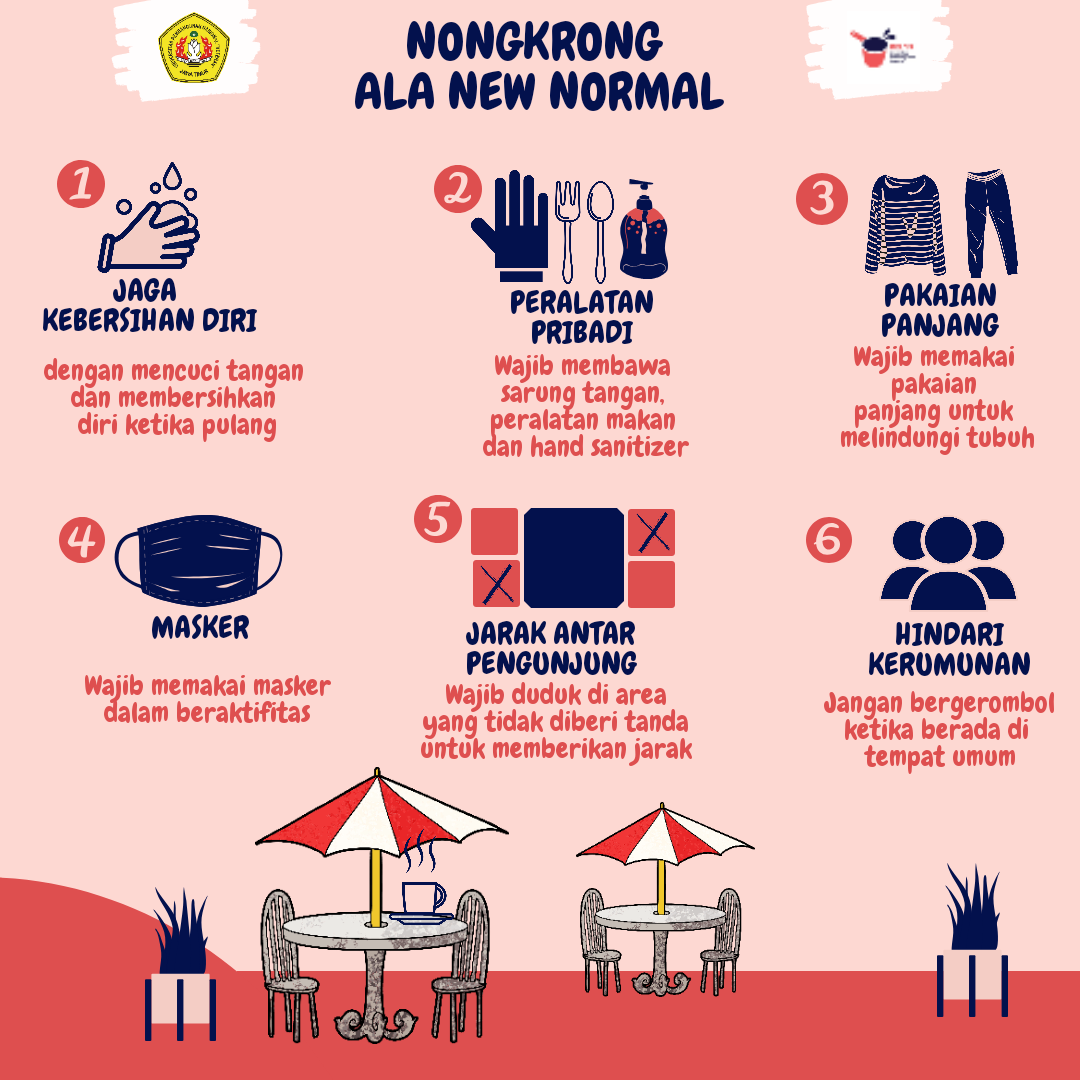 NONGKRONG
ALA NEW NORMAL
JAWA TIMUR
1
JAGA
KEBERSIHAN DIRI
dengan mencuci tangan
dan membersihkan
diri ketika pulang
2
PERALATAN
PRIBADI
Wajib membawa
sarung tangan,
peralatan makan
dan hand sanitizer
3
PAKAIAN
PANJANG
Wajib memakai
pakaian
panjang untuk
melindungi tubuh
4
MASKER
Wajib memakai masker
dalam beraktifitas
5
JARAK ANTAR
PENGUNJUNG
Wajib duduk di area
yang tidak diberi tanda
untuk memberikan jarak
6
HINDARI
KERUMUNAN
Jangan bergerombol
ketika berada di
tempat umum